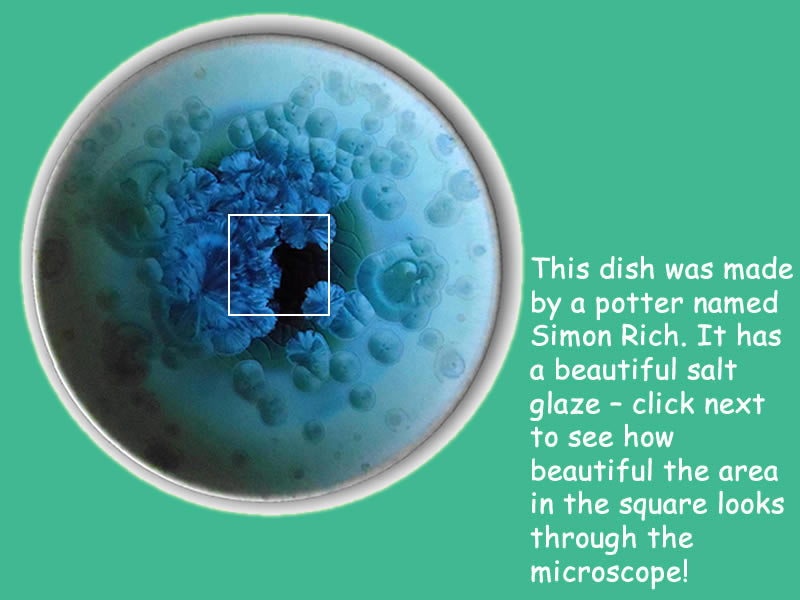 This dish was made
by a potter named
Simon Rich. It has
a beautiful salt
glaze – click next
to see how
beautiful the area
in the square looks
through the
microscope!